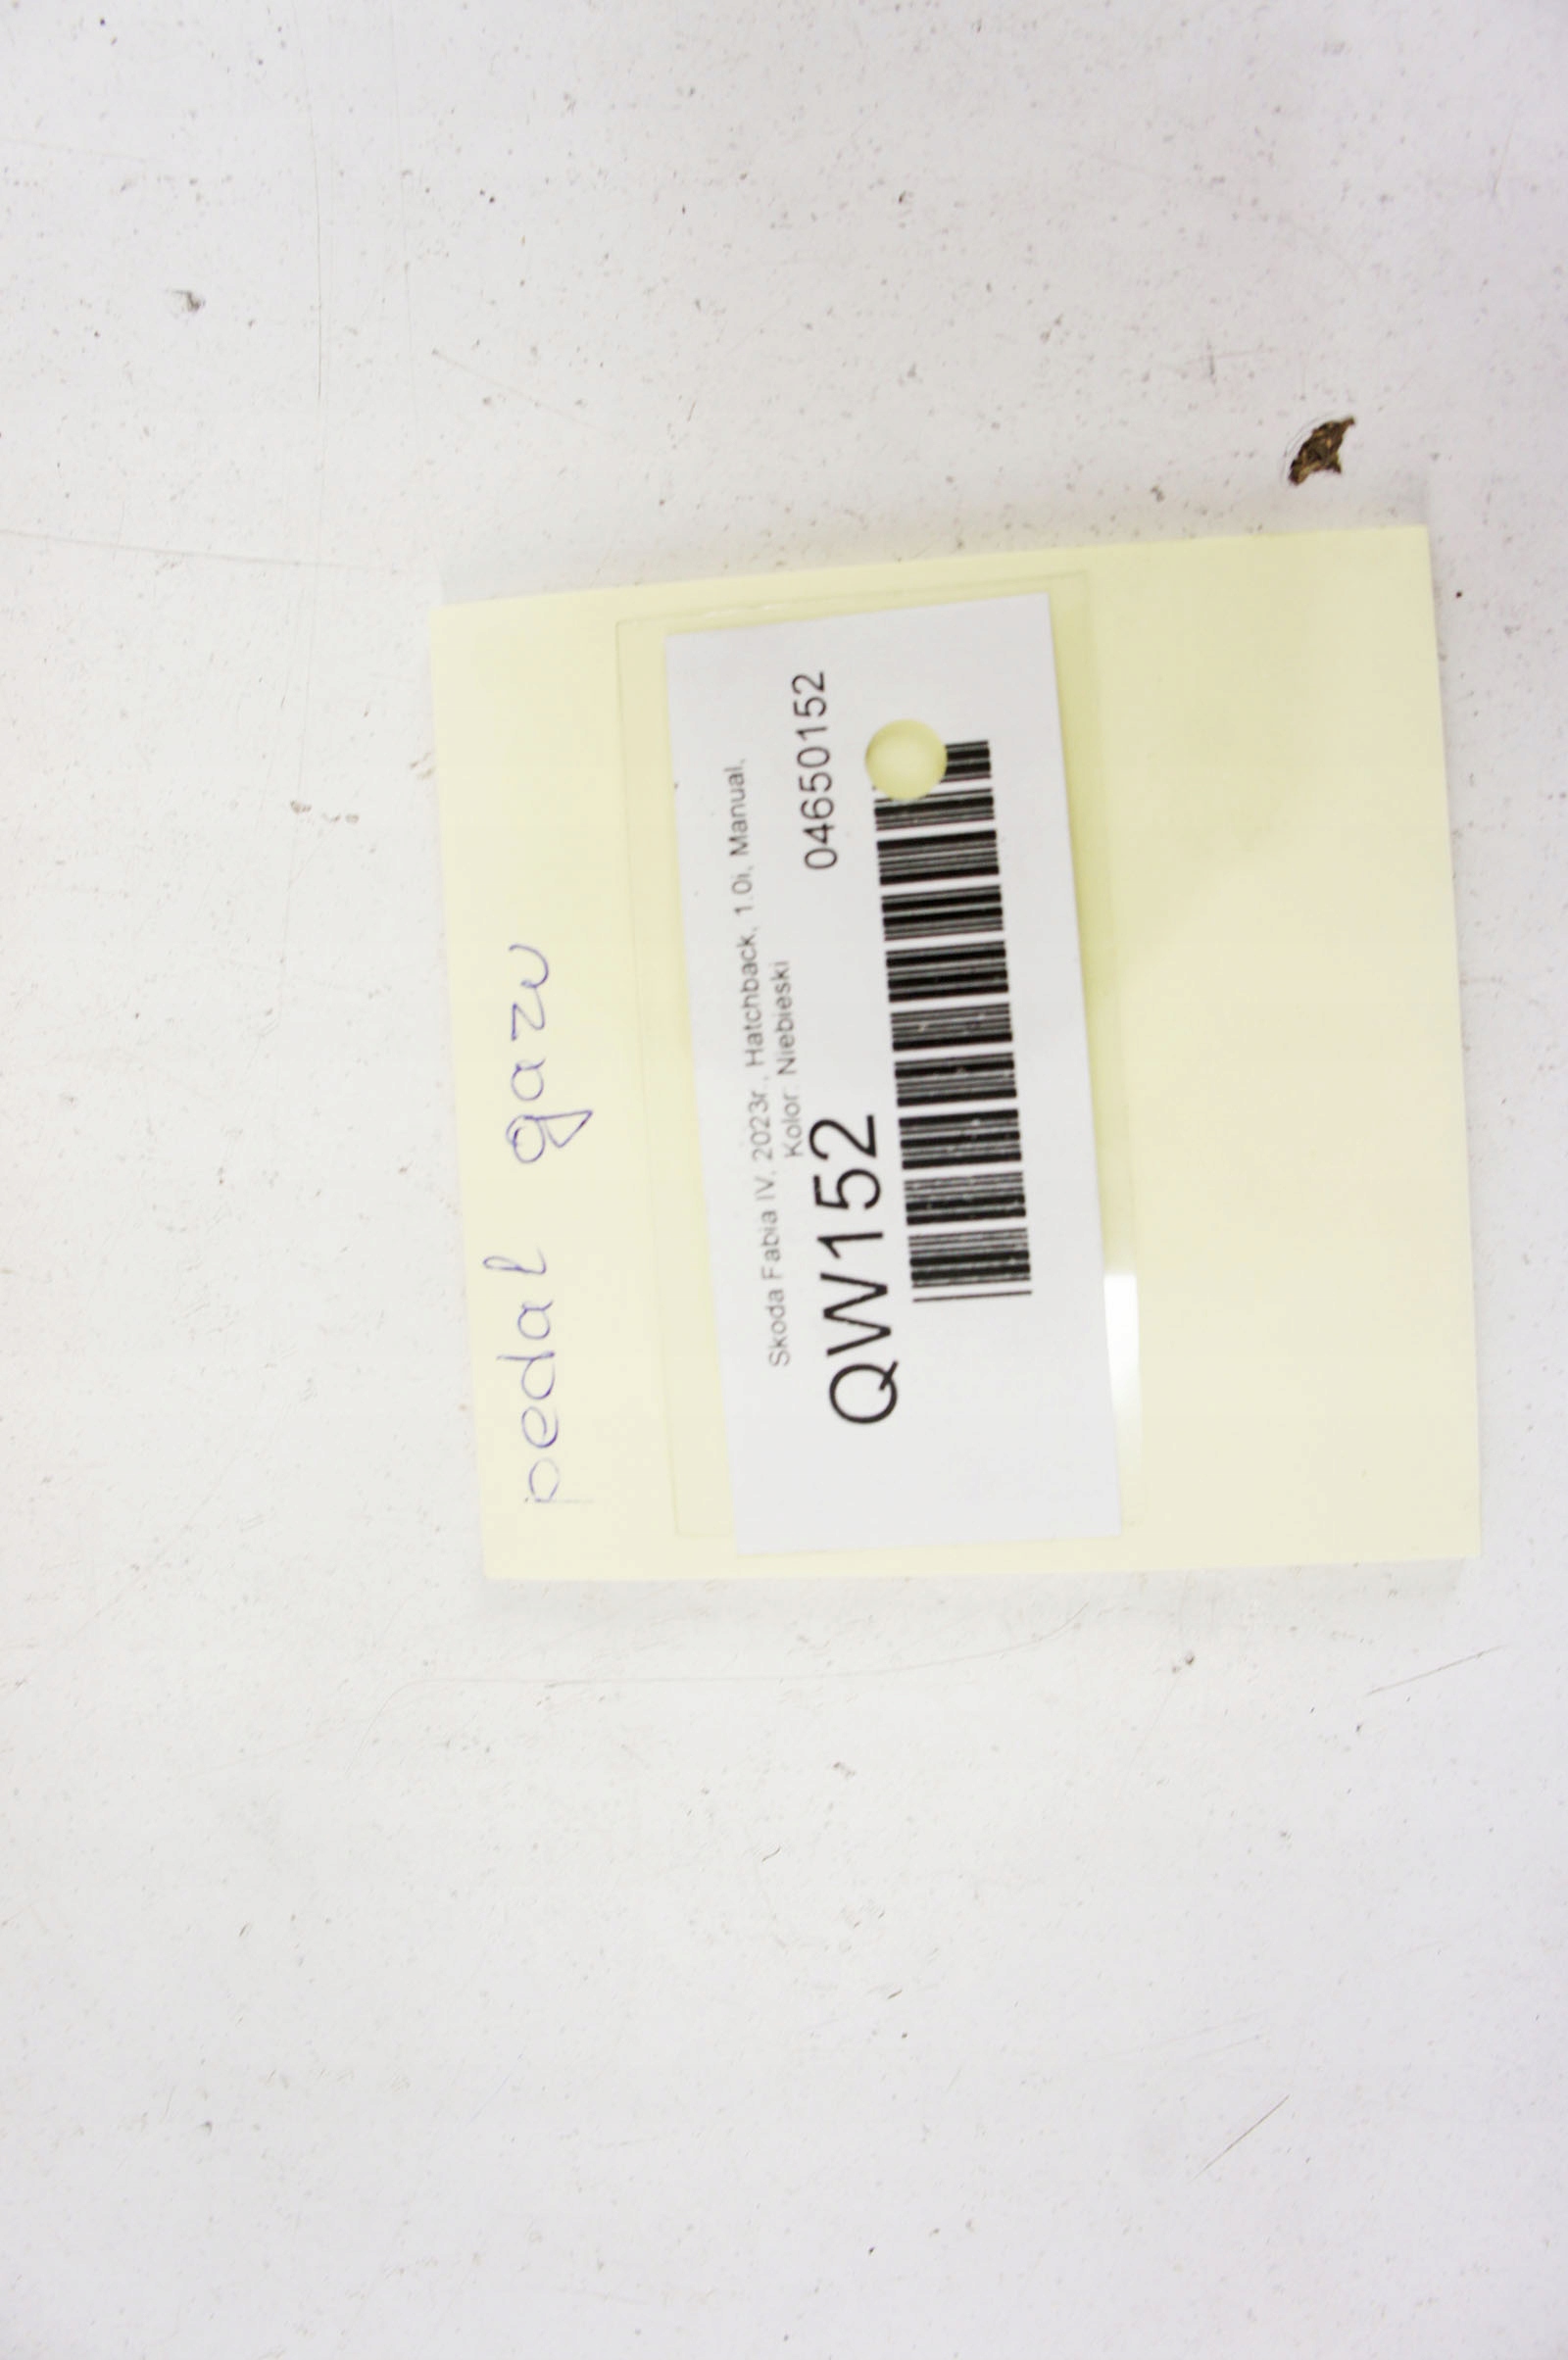 pedal gazu
Skoda Fabia IV, 2023r., Hatchback, 1.0i, Manual,
Kolor: Niebieski
QW152 04650152